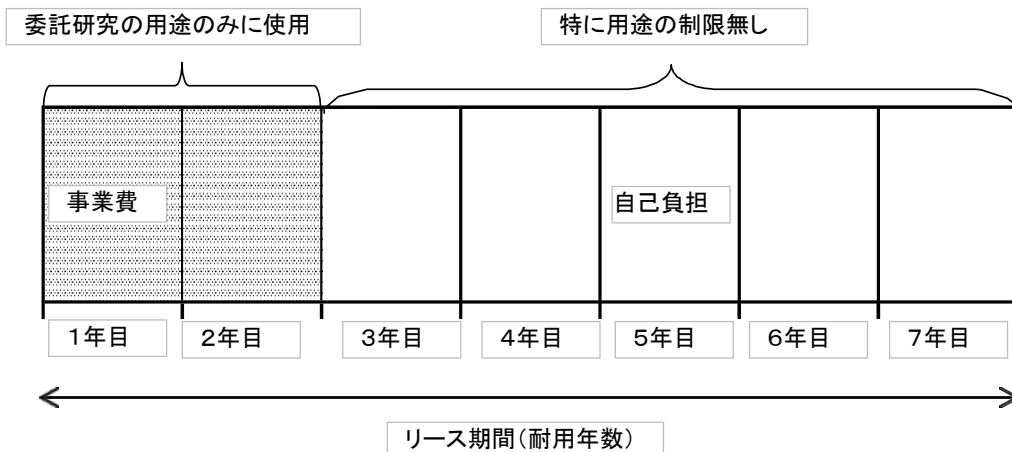 委託研究の用途のみに使用
特に用途の制限無し
事業費
自己負担
1年目
2年目
3年目
4年目
5年目
6年目
7年目
リース期間(耐用年数)